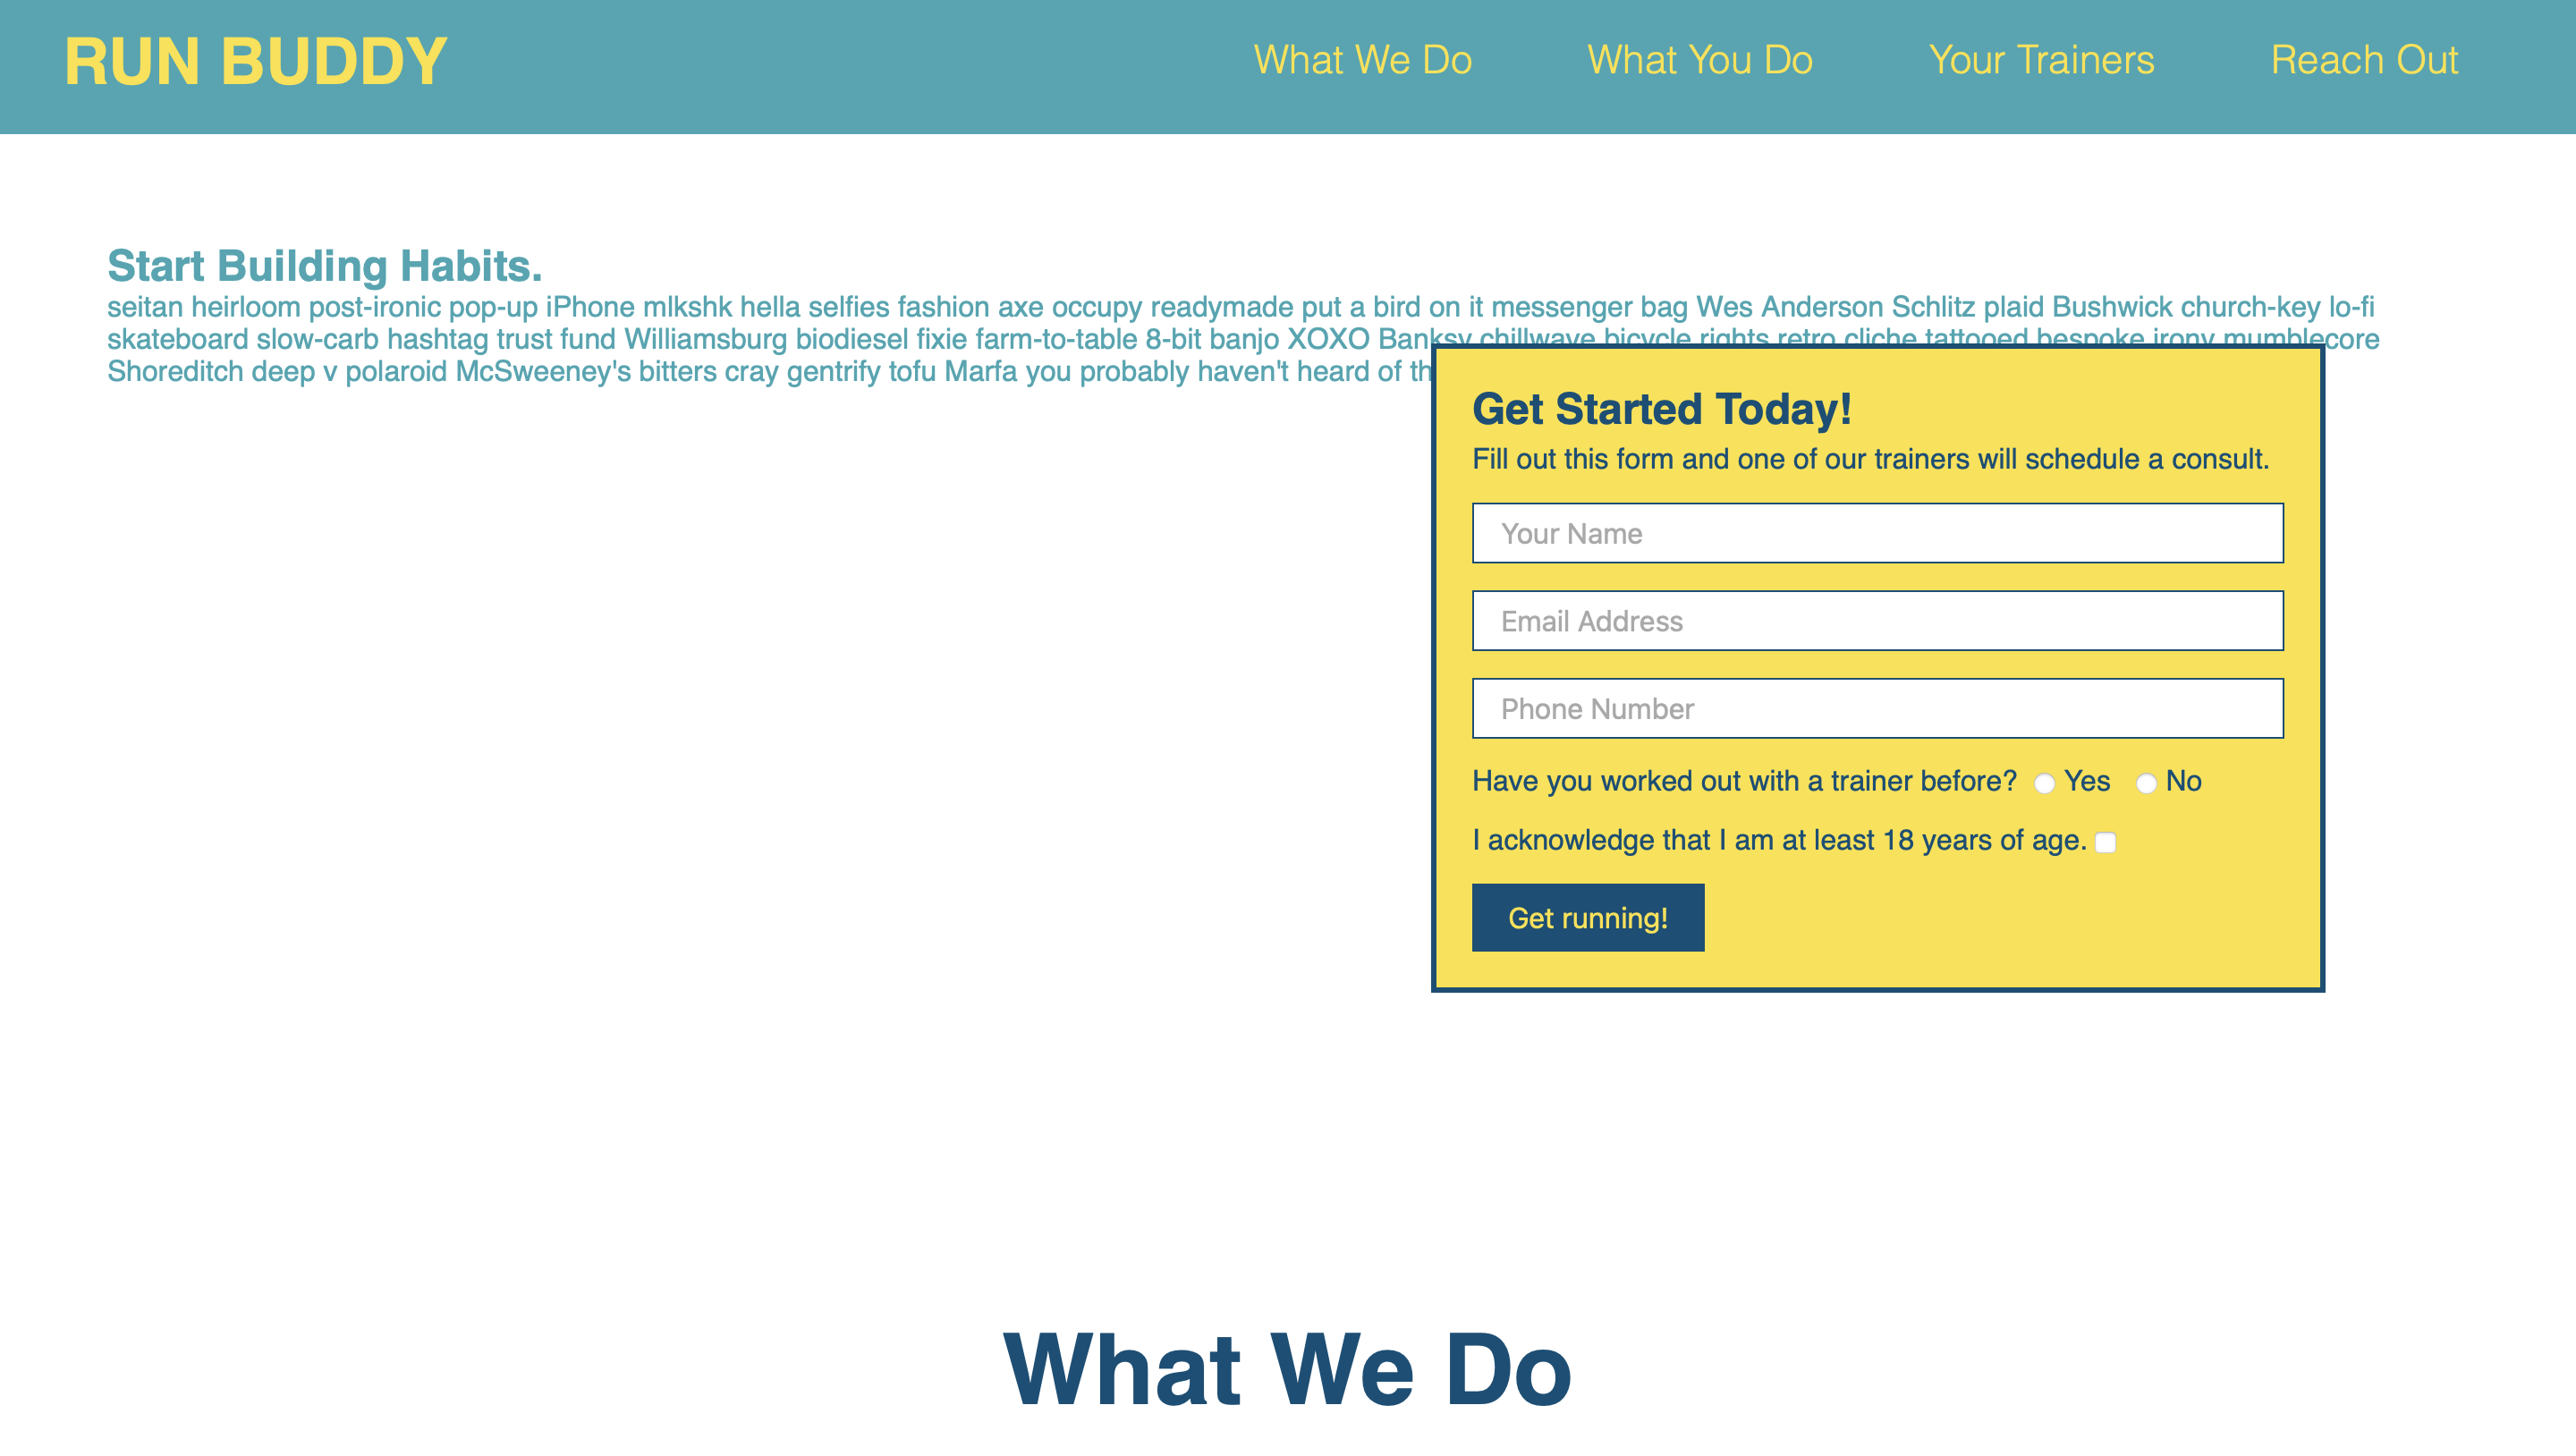 RUN BUDDY
What We Do
What You Do
Your Trainers
Reach Out
Start Building Habits.
seitan heirloom post-ironic pop-up iPhone mlkshk hella selfies fashion axe occupy readymade put a bird on it messenger bag Wes Anderson Schlitz plaid Bushwick church-key lo-fi
skateboard slow-carb hashtag trust fund Williamsburg biodiesel fixie farm-to-table 8-bit banjo XOXO Banksy chillwave bicycle rights retro cliche tattooed bespoke irony mumblecore
Shoreditch deep v polaroid McSweeney's bitters cray gentrify tofu Marfa you probably haven't heard of
Get Started Today!
Fill out this form and one of our trainers will schedule a consult.
Your Name
Email Address
Phone Number
Have you worked out with a trainer before? Yes No
I acknowledge that I am at least 18 years of age.
Get running!
What We Do